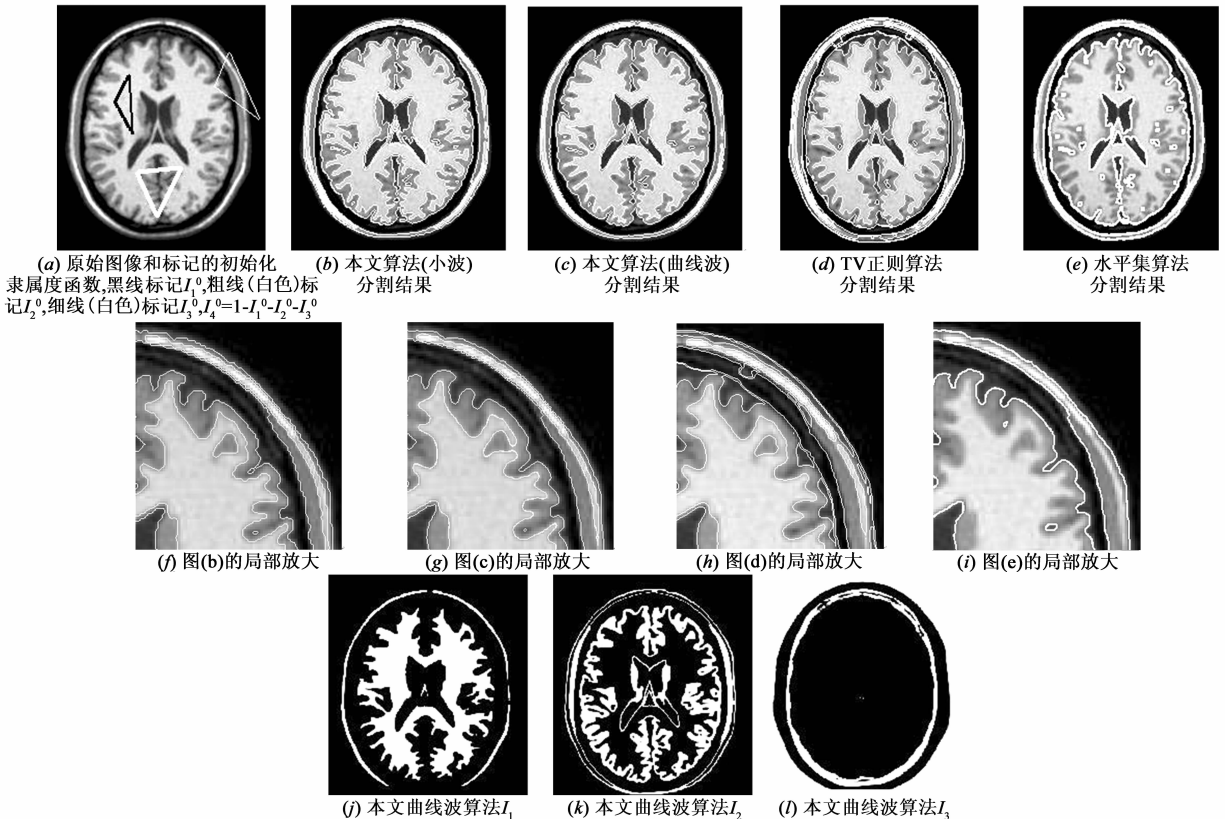 (a) 原始图像和标记的初始化
隶属度函数,黑线标记I₁⁰,粗线(白色)标
记I₂⁰,细线(白色)标记I₃⁰,I₄⁰=1-I₁⁰-I₂⁰-I₃⁰
(b) 本文算法(小波)
分割结果
(c) 本文算法(曲线波)
分割结果
(d) TV正则算法
分割结果
(e) 水平集算法
分割结果
(f) 图(b)的局部放大
(g) 图(c)的局部放大
(h) 图(d)的局部放大
(i) 图(e)的局部放大
(j) 本文曲线波算法I₁
(k) 本文曲线波算法I₂
(l) 本文曲线波算法I₃